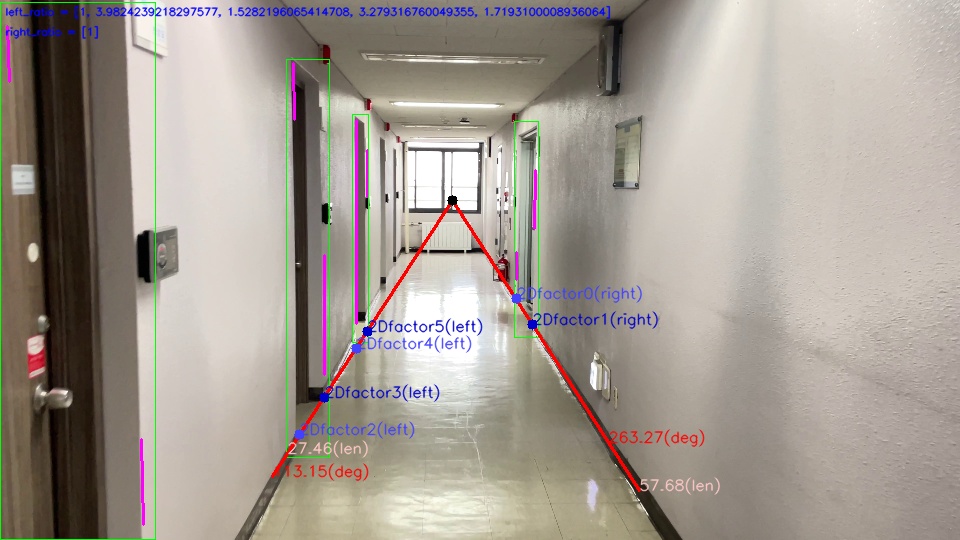 left_ratio = [1, 3.9824239218297577, 1.5282196065414708, 3.279316760049355, 1.7193100008936064]
right_ratio = [1]
2Dfactor0(right)
2Dfactor1(right)
2Dfactor5(left)
2Dfactor4(left)
2Dfactor3(left)
2Dfactor2(left)
263.27(deg)
27.46(len)
13.15(deg)
57.68(len)